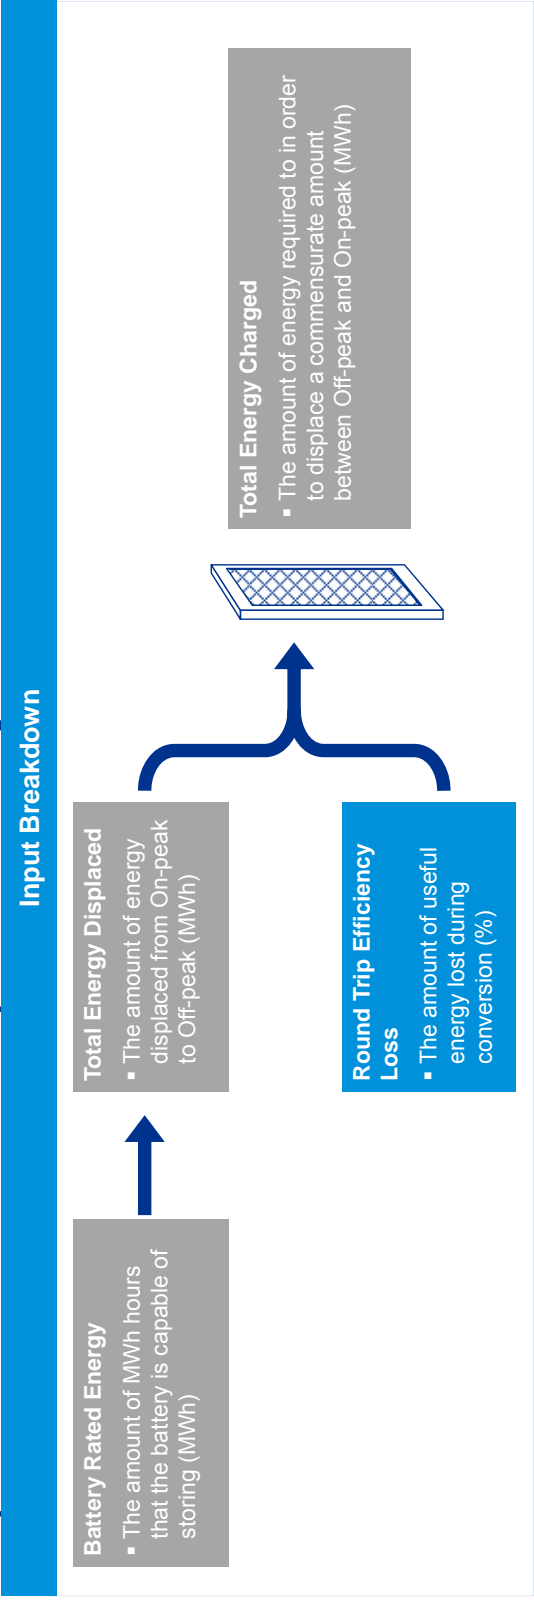 Input Breakdown
Battery Rated Energy
▪ The amount of MWh hours
that the battery is capable of
storing (MWh)
Total Energy Displaced
▪ The amount of energy
displaced from On-peak
to Off-peak (MWh)
Round Trip Efficiency
Loss
▪ The amount of useful
energy lost during
conversion (%)
Total Energy Charged
▪ The amount of energy required to in order
to displace a commensurate amount
between Off-peak and On-peak (MWh)